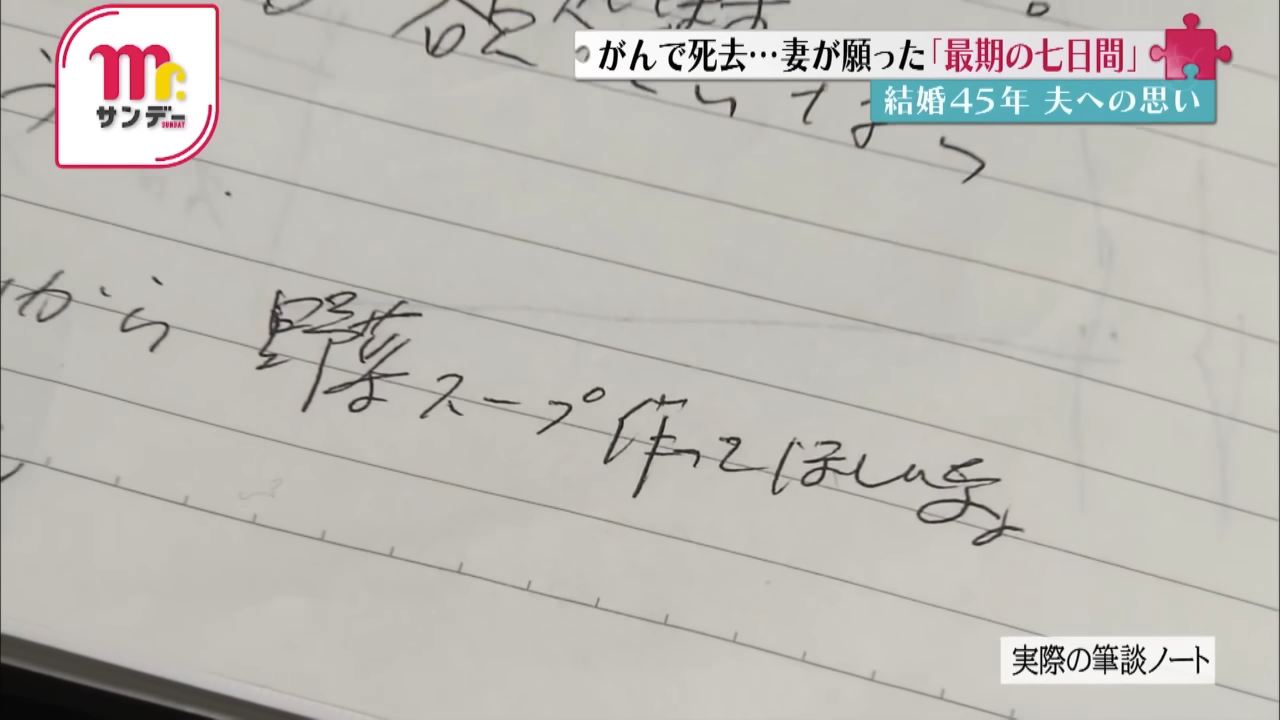 Mr.
サンデー
SUNDAY
がんで死去…妻が願った「最期の七日間」
結婚45年 夫への思い
から 野菜スープ作ってほしいなよ
実際の筆談ノート